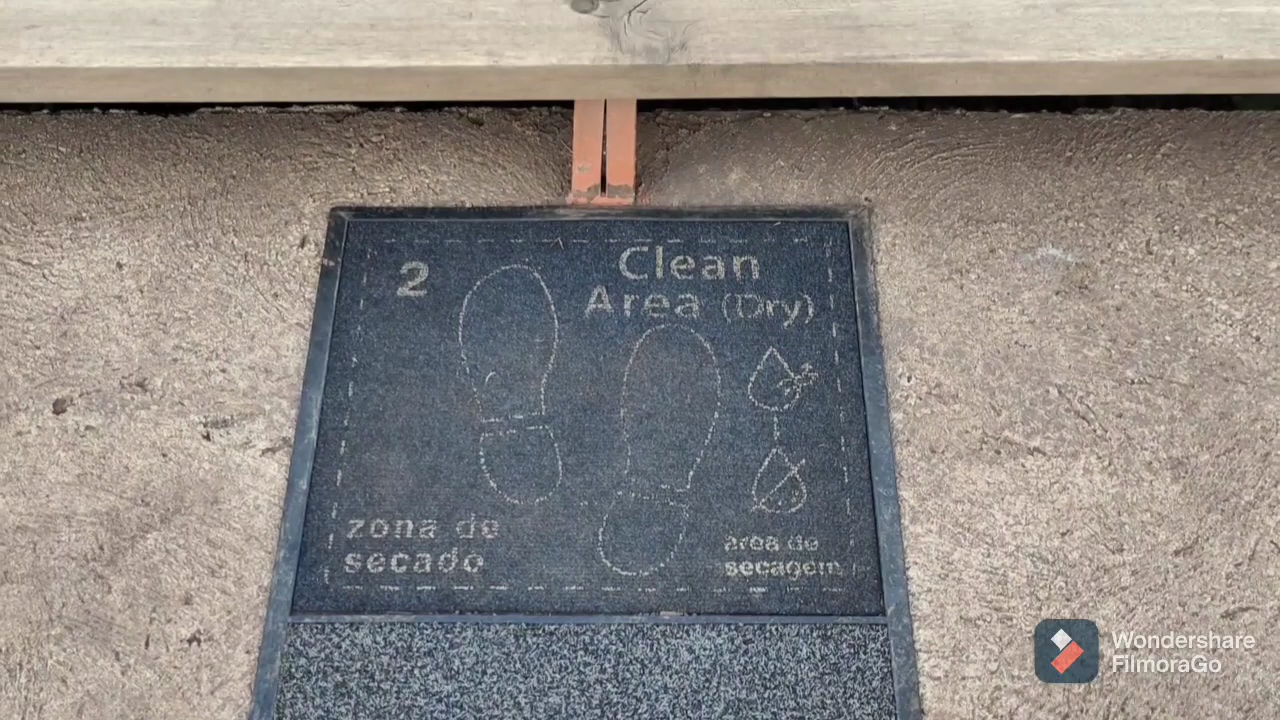 2
Clean
Area (Dry)
zona de
secado
area de
secagem
Wondershare
FilmoraGo